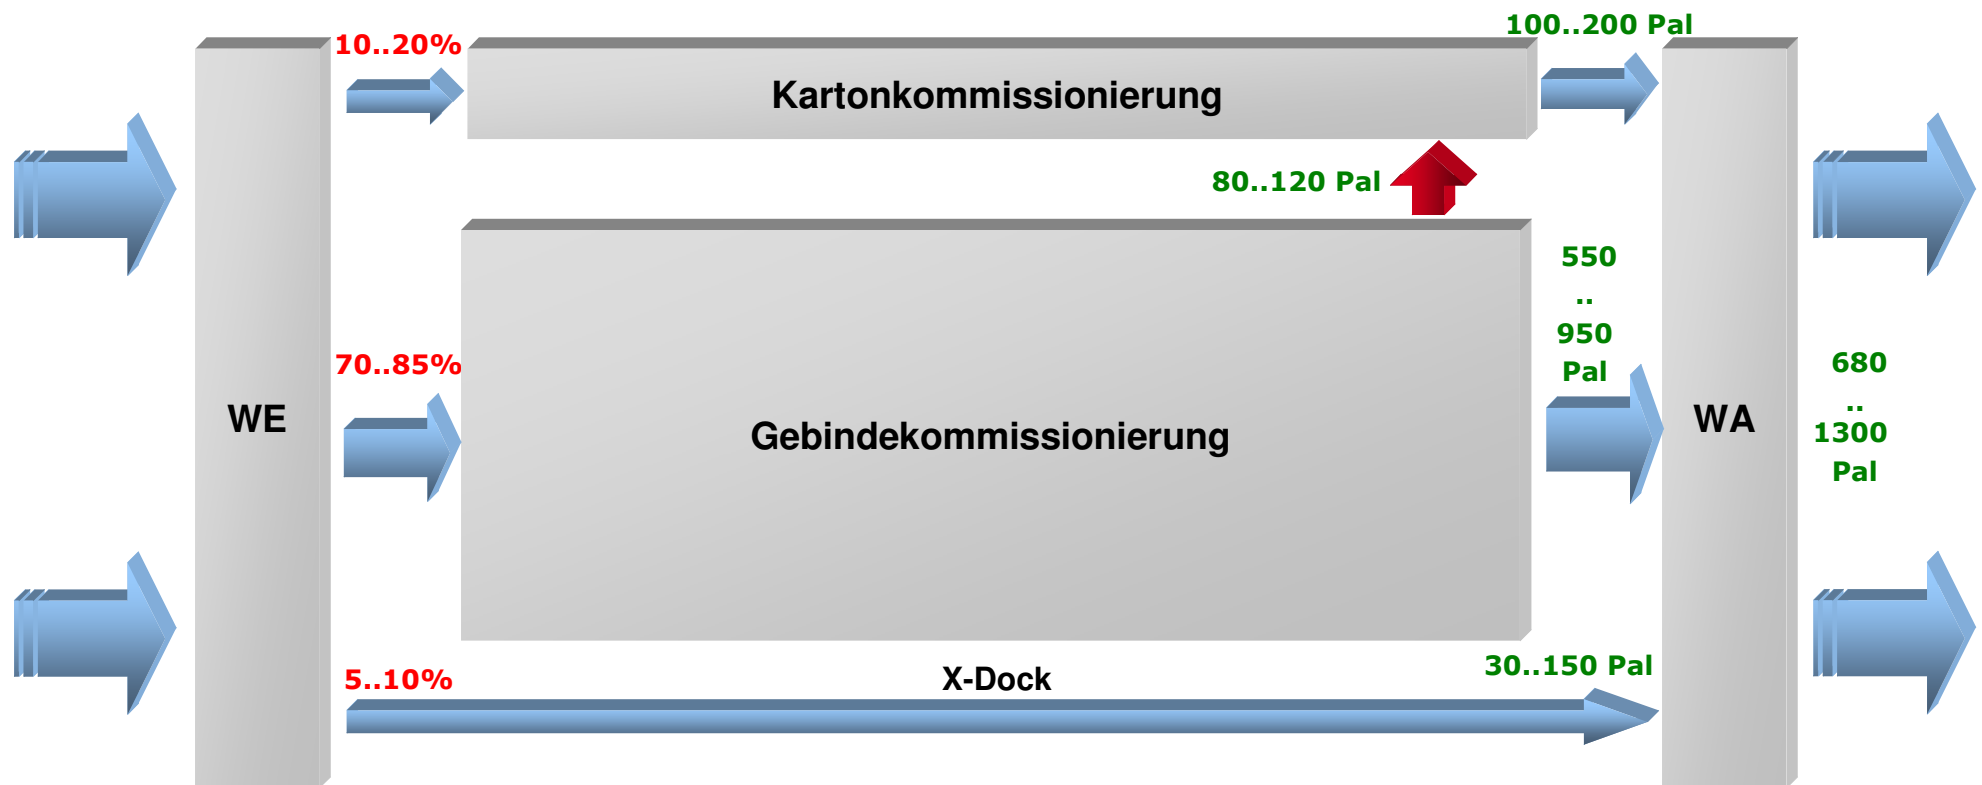 100..200 Pal
10..20%
Kartonkommissionierung
80..120 Pal
550
..
950
Pal
70..85%
680
..
1300
Pal
WE
WA
Gebindekommissionierung
5..10%
X-Dock
30..150 Pal